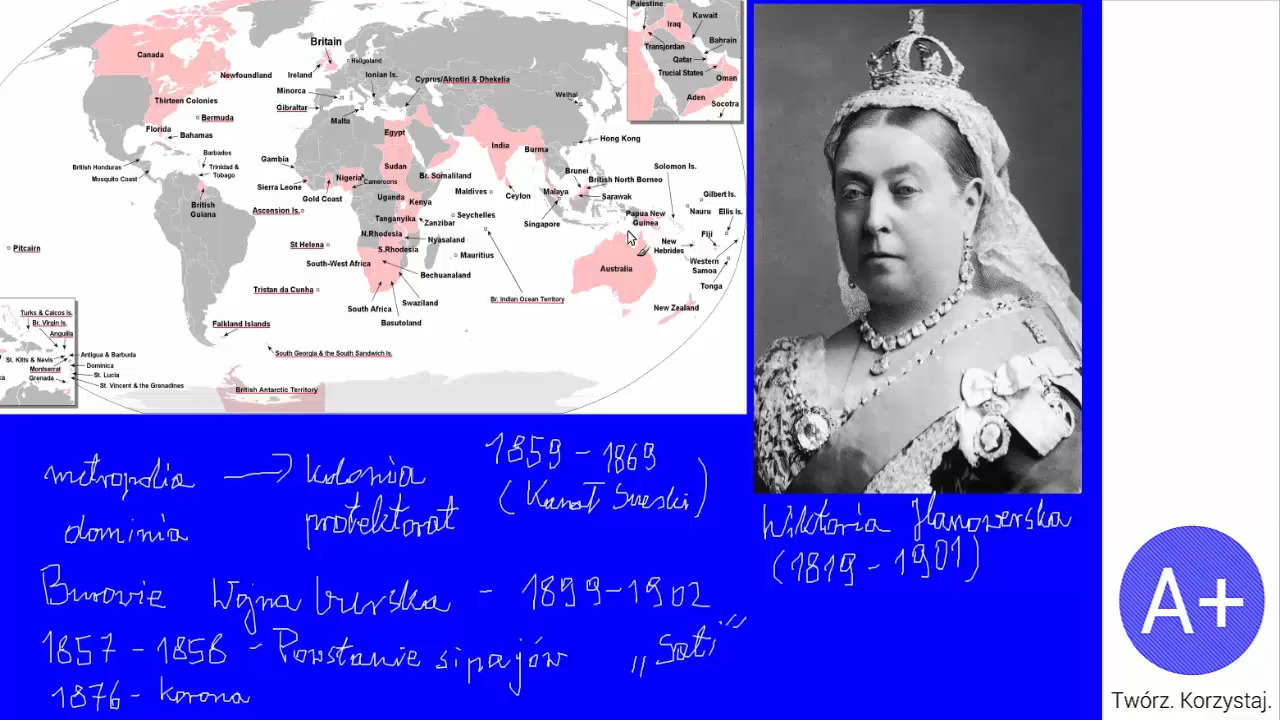 Palestine
Kuwait
Iraq
Transjordan
Bahrain
Qatar
Trucial States
Oman
Aden
Socotra
Britain
Canada
Heligoland
Newfoundland
Ireland
Ionian Is.
Cyprus/Akrotiri & Dhekelia
Minorca
Weihai
Thirteen Colonies
Gibraltar
Bermuda
Malta
Florida
Bahamas
Egypt
Hong Kong
India
Burma
Barbados
British Honduras
Trinidad & Tobago
Mosquito Coast
Gambia
Sudan
Nigeria
Cameroons
Br. Somaliland
Brunei
British North Borneo
Solomon Is.
Sierra Leone
Gold Coast
Uganda
Kenya
Maldives
Ceylon
Malaya
Sarawak
Gilbert Is.
British Guiana
Ascension Is.
Tanganyika
Zanzibar
Seychelles
Singapore
Papua New Guinea
Nauru
Ellis Is.
Pitcairn
St Helena
N.Rhodesia
Nyasaland
S.Rhodesia
Mauritius
New Hebrides
Fiji
Western Samoa
South-West Africa
Bechuanaland
Australia
Tonga
Tristan da Cunha
Swaziland
South Africa
Basutoland
Br. Indian Ocean Territory
New Zealand
Falkland Islands
South Georgia & the South Sandwich Is.
British Antarctic Territory
Turks & Caicos Is.
Br. Virgin Is.
Anguilla
St. Kitts & Nevis
Antigua & Barbuda
Montserrat
Dominica
St. Lucia
Grenada
St. Vincent & the Grenadines
metropolia → kolonia 1859 - 1869
dominia protektorat (Kanał Sueski)
Wiktoria Hanowerska
(1819 - 1901)
Burowie Wojna burska - 1899-1902
1857 - 1858 - Powstanie sipajów „Sati”
1876 - korona
A+
Twórz. Korzystaj.